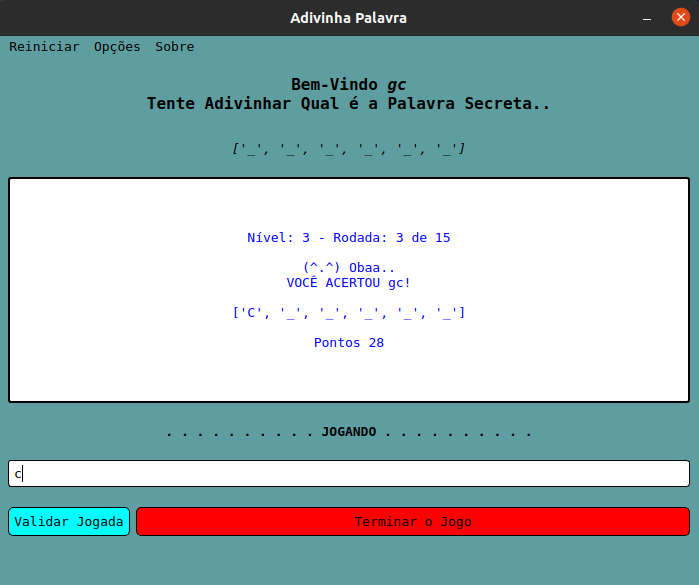 Adivinha Palavra
Reiniciar Opções Sobre
Bem-Vindo gc
Tente Adivinhar Qual é a Palavra Secreta..
['_', '_', '_', '_', '_', '_']
Nível: 3 - Rodada: 3 de 15
(^.^) Obaa..
VOCÊ ACERTOU gc!
['C', '_', '_', '_', '_', '_']
Pontos 28
. . . . . . . . . . JOGANDO . . . . . . . . . .
c
Validar Jogada Terminar o Jogo